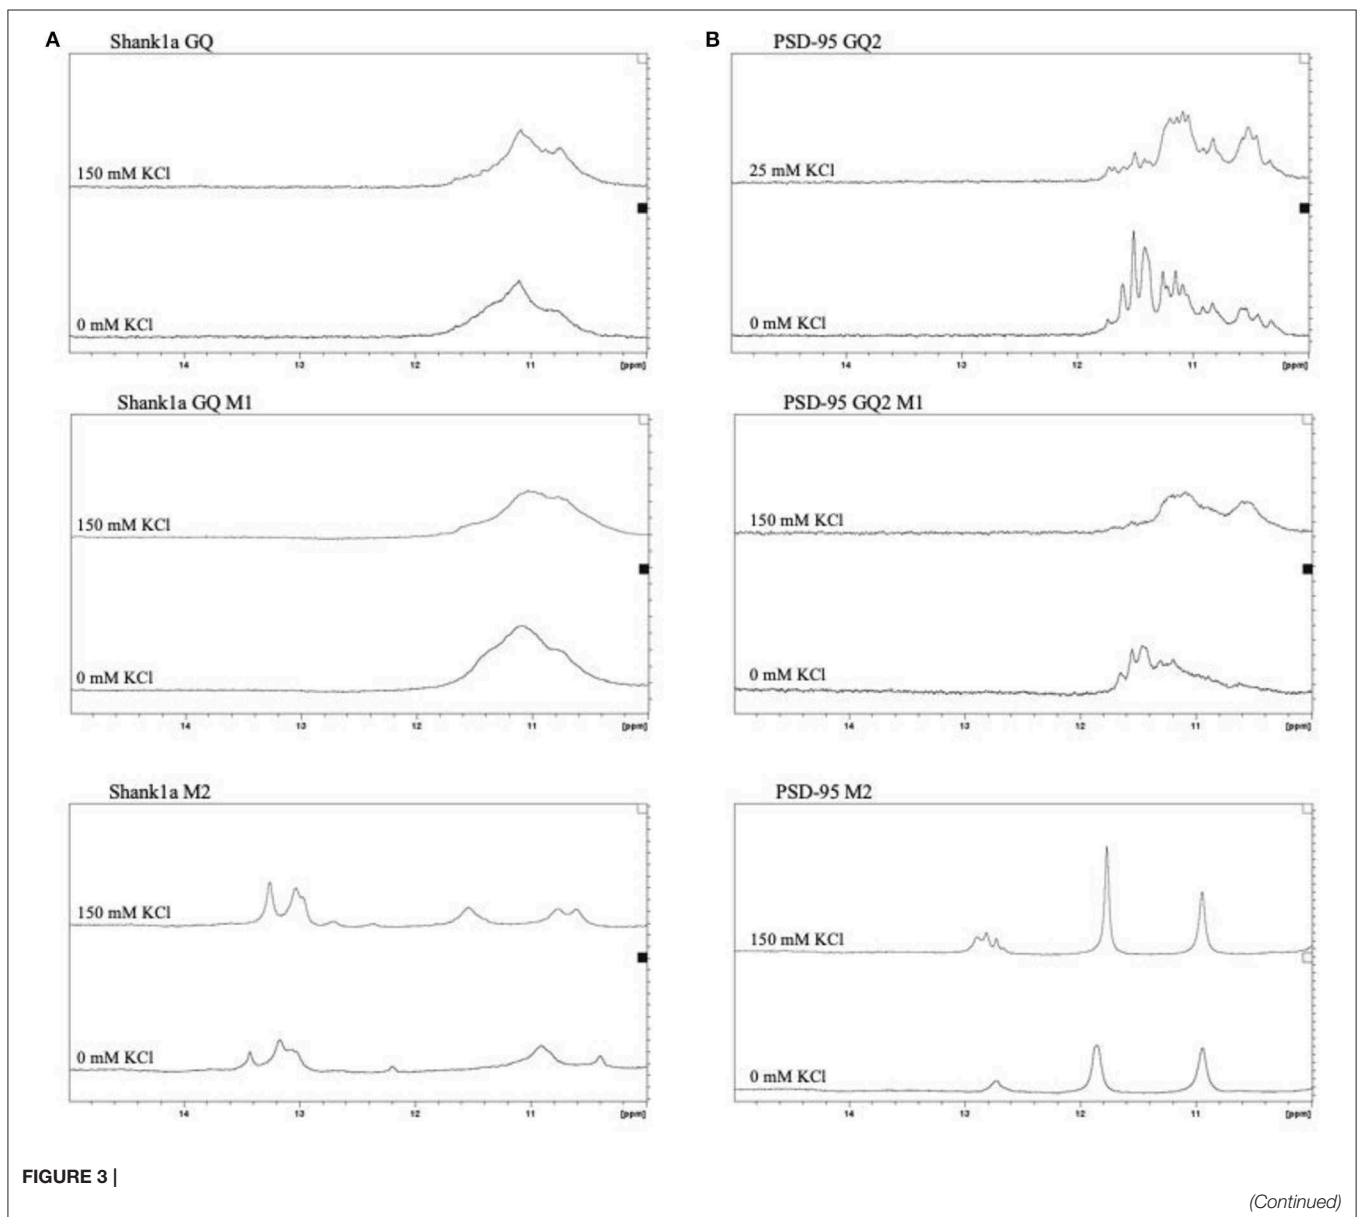 A Shank1a GQ
150 mM KCl
0 mM KCl
14 13 12 11 [ppm]
Shank1a GQ M1
150 mM KCl
0 mM KCl
14 13 12 11 [ppm]
Shank1a M2
150 mM KCl
0 mM KCl
14 13 12 11 [ppm]
B PSD-95 GQ2
25 mM KCl
0 mM KCl
14 13 12 11 [ppm]
PSD-95 GQ2 M1
150 mM KCl
0 mM KCl
14 13 12 11 [ppm]
PSD-95 M2
150 mM KCl
0 mM KCl
14 13 12 11 [ppm]
FIGURE 3 |
(Continued)